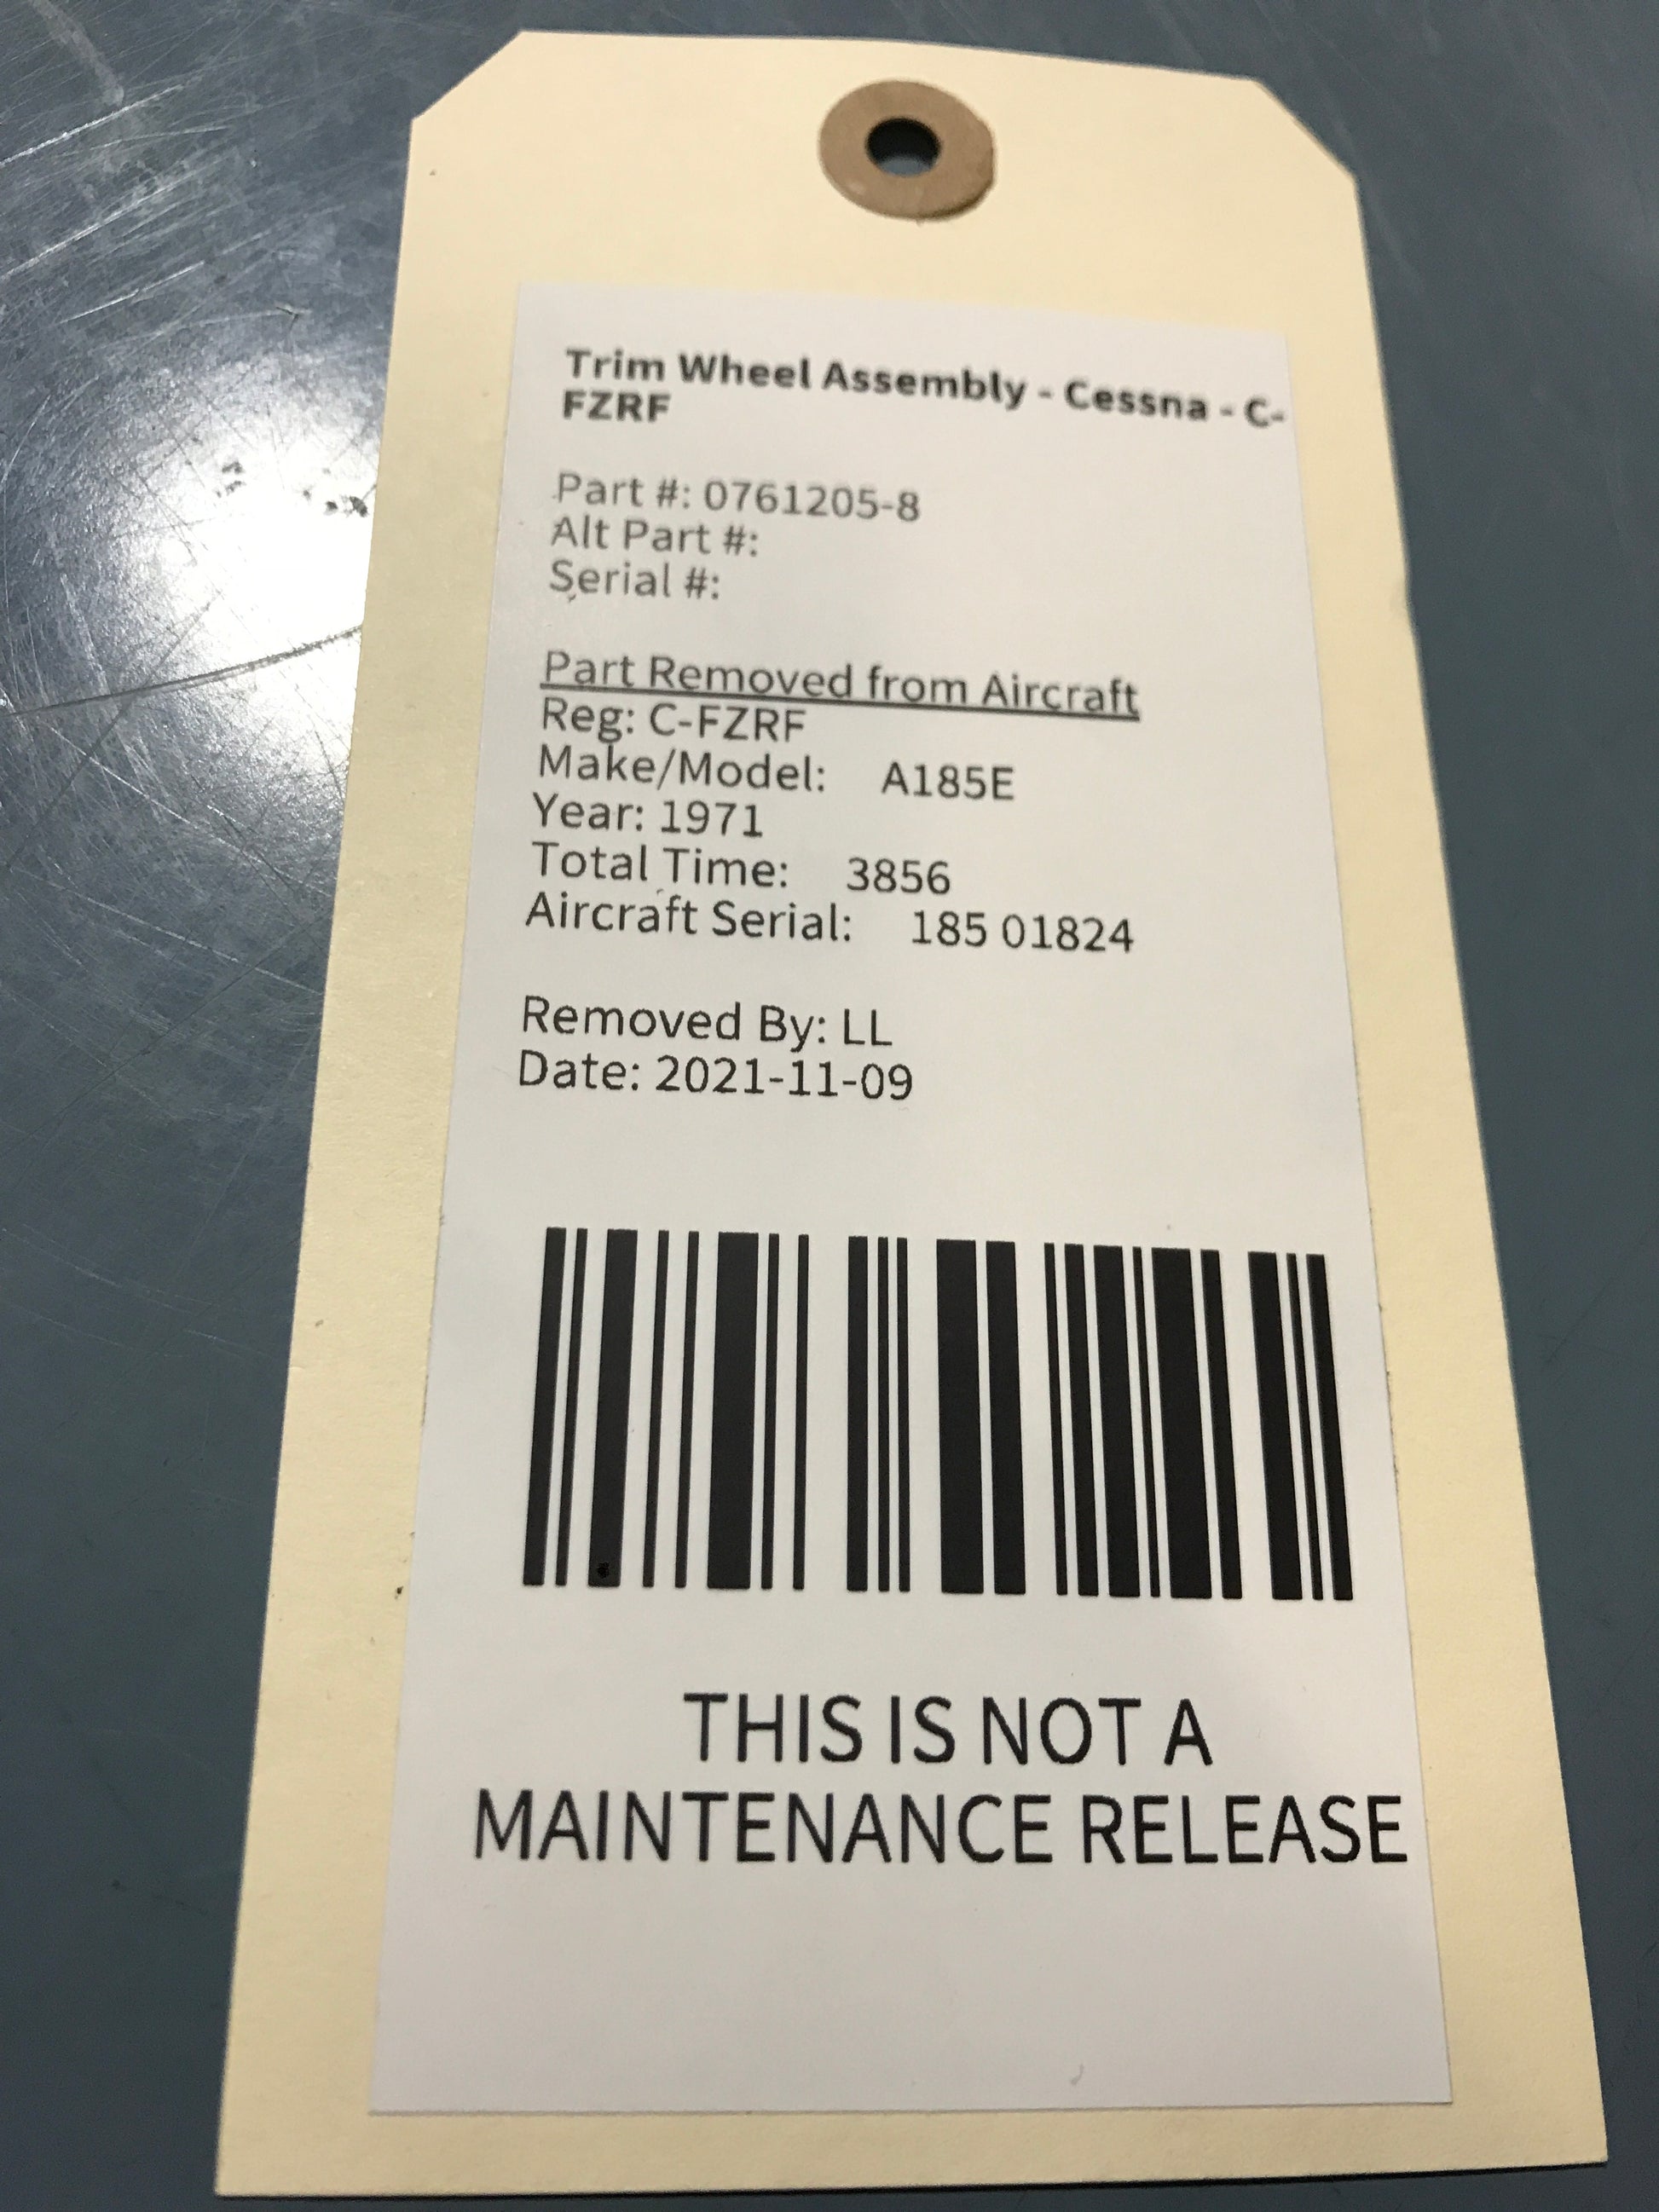 Trim Wheel Assembly - Cessna - C-
FZRF
Part #: 0761205-8
Alt Part #:
Serial #:
Part Removed from Aircraft
Reg: C-FZRF
Make/Model: A185E
Year: 1971
Total Time: 3856
Aircraft Serial: 185 01824
Removed By: LL
Date: 2021-11-09
THIS IS NOT A
MAINTENANCE RELEASE